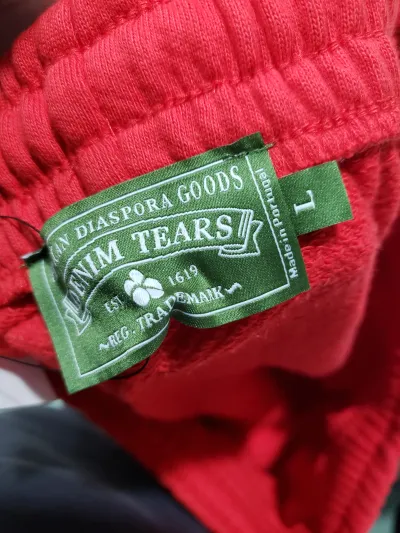 DIASPORA GOODS
DENIM TEARS
EST 1619
~REG. TRADEMARK~
Made in Portugal
L